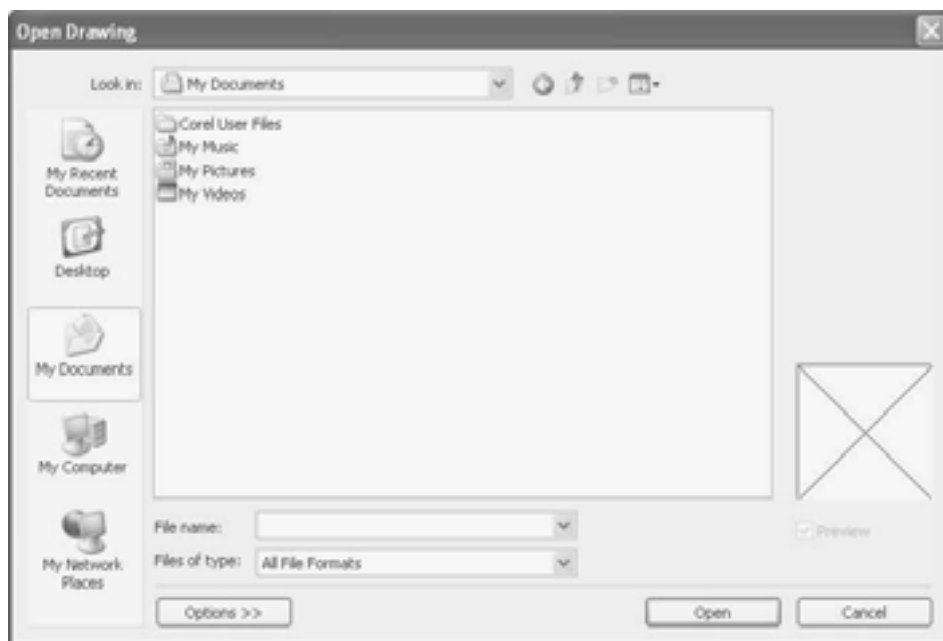 Open Drawing
Look in: My Documents
Corel User Files
My Music
My Pictures
My Videos
My Recent
Documents
Desktop
My Documents
My Computer
My Network
Places
File name:
Files of type: All File Formats
Preview
Options >>
Open
Cancel